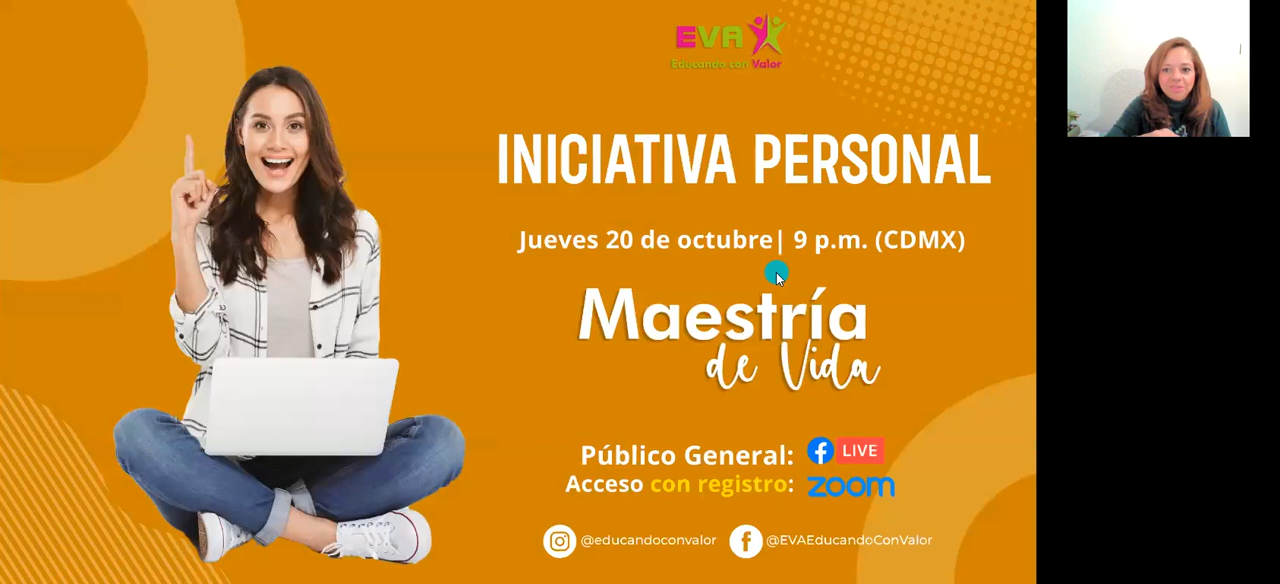 EVA
Educando con Valor
INICIATIVA PERSONAL
Jueves 20 de octubre| 9 p.m. (CDMX)
Maestría
de Vida
Público General: f LIVE
Acceso con registro: zoom
@educandoconvalor f @EVAEducandoConValor